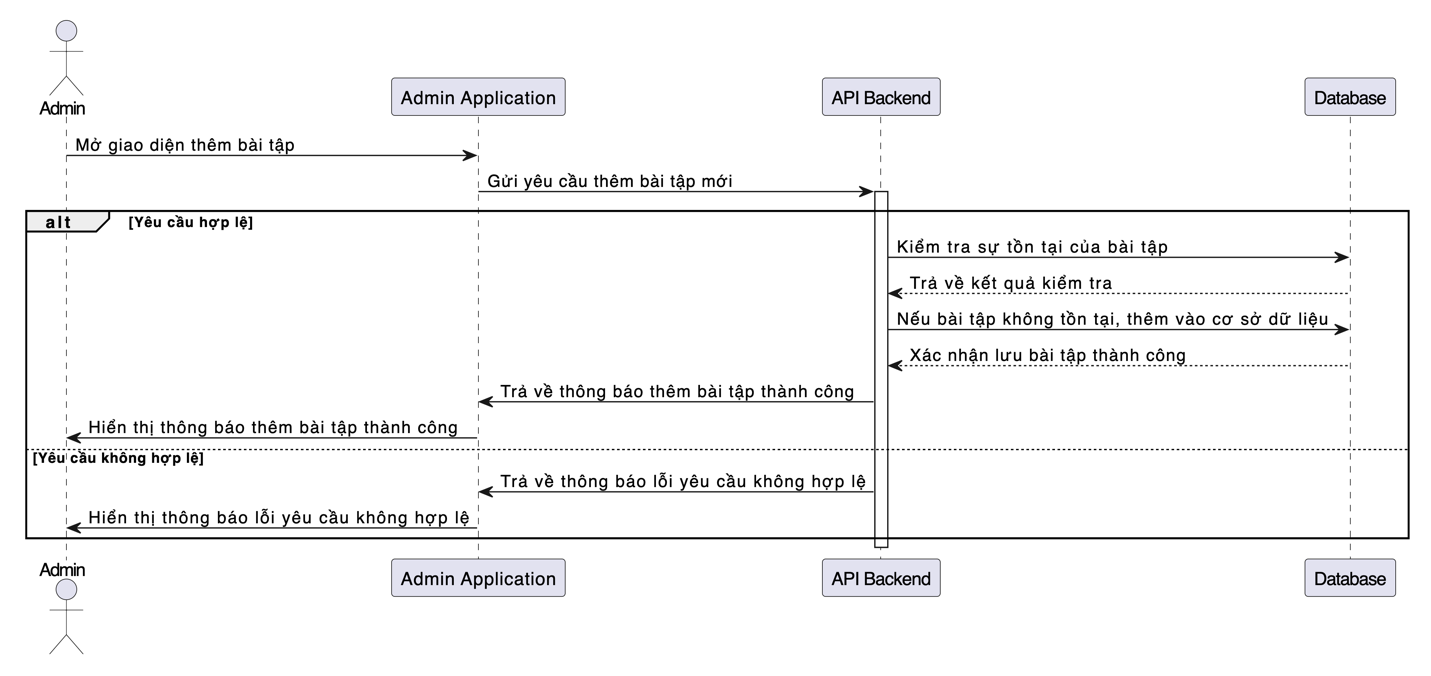 Admin
Admin Application
API Backend
Database
Mở giao diện thêm bài tập
Gửi yêu cầu thêm bài tập mới
alt
[Yêu cầu hợp lệ]
Kiểm tra sự tồn tại của bài tập
Trả về kết quả kiểm tra
Nếu bài tập không tồn tại, thêm vào cơ sở dữ liệu
Xác nhận lưu bài tập thành công
Trả về thông báo thêm bài tập thành công
Hiển thị thông báo thêm bài tập thành công
[Yêu cầu không hợp lệ]
Trả về thông báo lỗi yêu cầu không hợp lệ
Hiển thị thông báo lỗi yêu cầu không hợp lệ
Admin
Admin Application
API Backend
Database